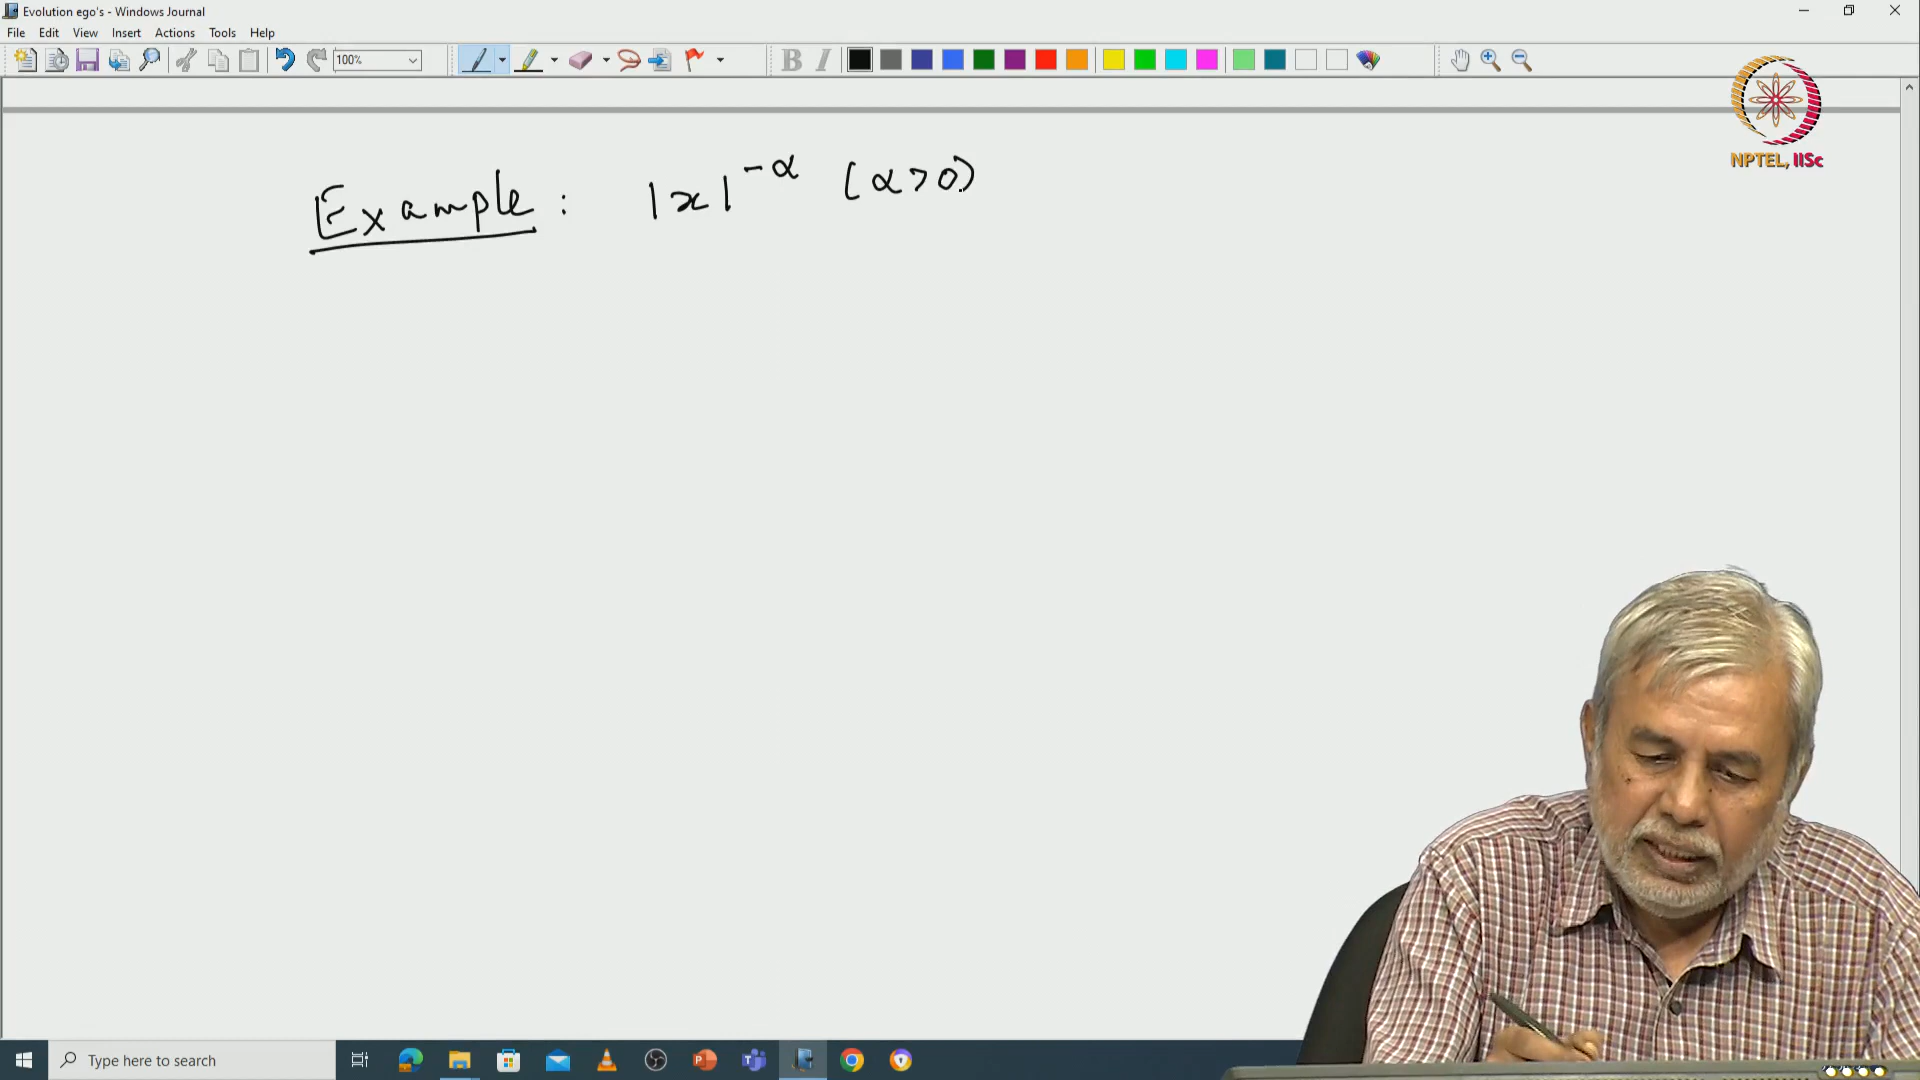 Evolution eqo's - Windows Journal
File Edit View Insert Actions Tools Help
100%
B I
NPTEL, IISc
Example : |x|^{-α} (α>0)
Type here to search